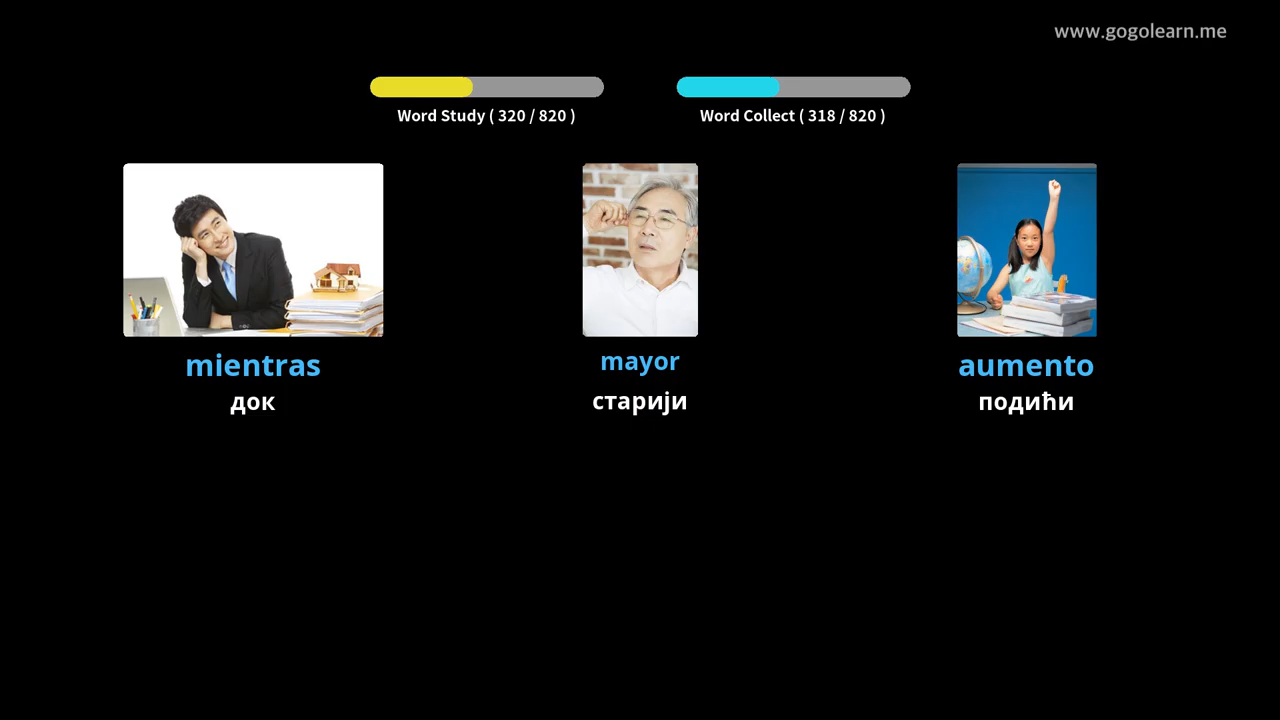 www.gogolearn.me
Word Study ( 320 / 820 )
Word Collect ( 318 / 820 )
mientras
mayor
aumento
док
старији
подићи